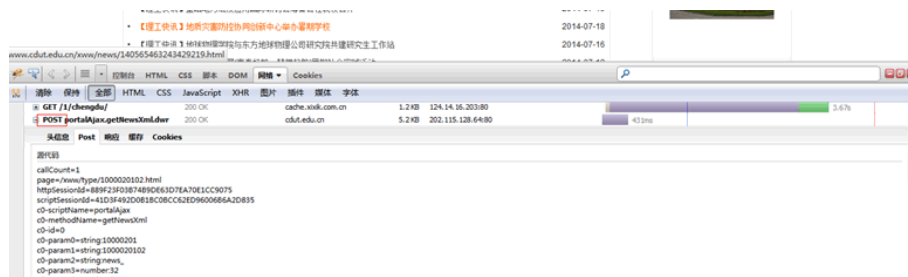 【理工快讯】地质灾害防控协同创新中心举办暑期学校 2014-07-18
【理工快讯】地球物理学院与东方地球物理公司研究院共建研究生工作站 2014-07-16
www.cdut.edu.cn/xww/news/140565463243429219.html
控制台 HTML CSS 脚本 DOM 网络 Cookies
清除 保持 全部 HTML CSS JavaScript XHR 图片 插件 媒体 字体
GET /1/chengdu/ 200 OK cache.xixik.com.cn 1.2 KB 124.14.16.203:80 3.67s
POST portalAjax.getNewsXml.dwr 200 OK cdut.edu.cn 5.2 KB 202.115.128.64:80 431ms
头信息 Post 响应 缓存 Cookies
源代码
callCount=1
page=/xww/type/1000020102.html
httpSessionId=889F23F03B74B9DE63D7EA70E1CC9075
scriptSessionId=41D3F492D0B1BC0BCC62ED96006B6A2D835
c0-scriptName=portalAjax
c0-methodName=getNewsXml
c0-id=0
c0-param0=string:10000201
c0-param1=string:1000020102
c0-param2=string:news_
c0-param3=number:32